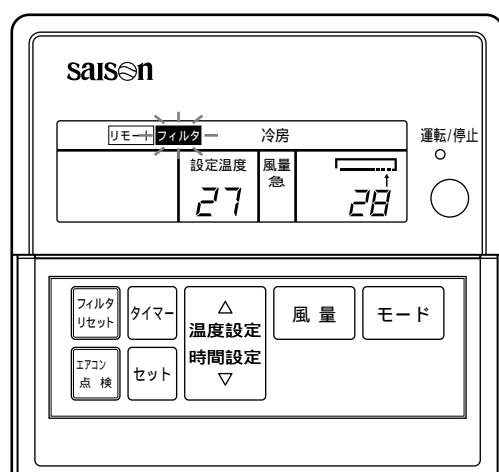 saison
リモート フィルタ 冷房
運転/停止
設定温度 風量
急
27 28
フィルタ
リセット
タイマー
△
温度設定
時間設定
▽
風 量
モード
エアコン
点 検
セット